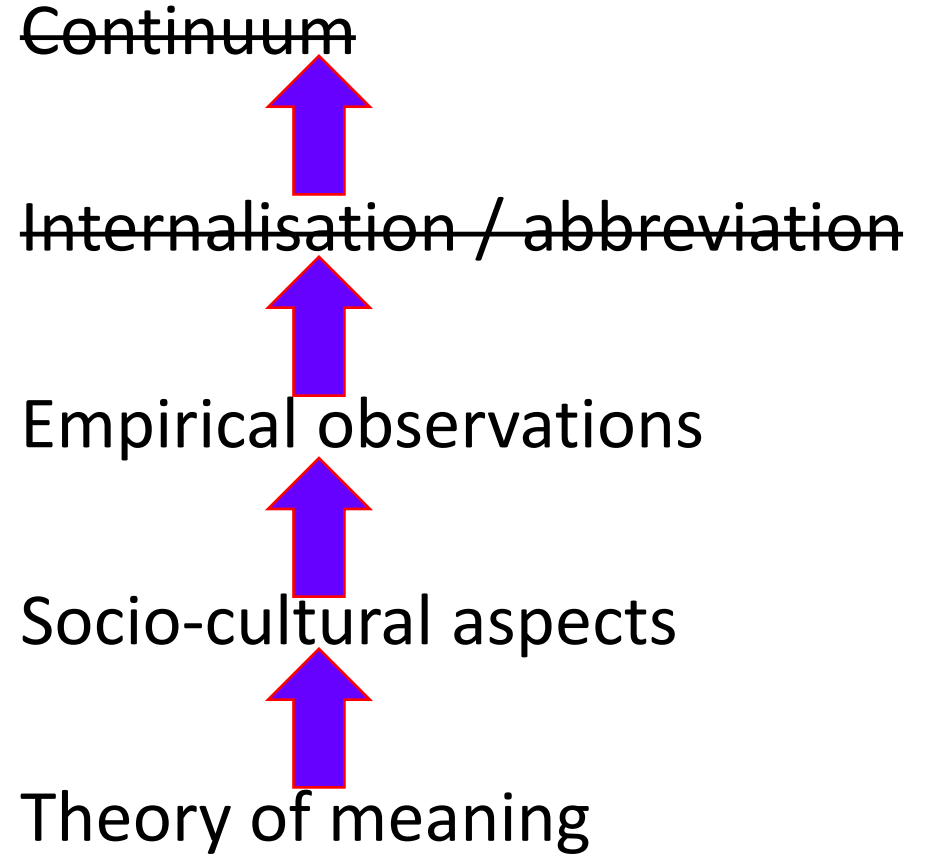 Continuum
Internalisation / abbreviation
Empirical observations
Socio-cultural aspects
Theory of meaning